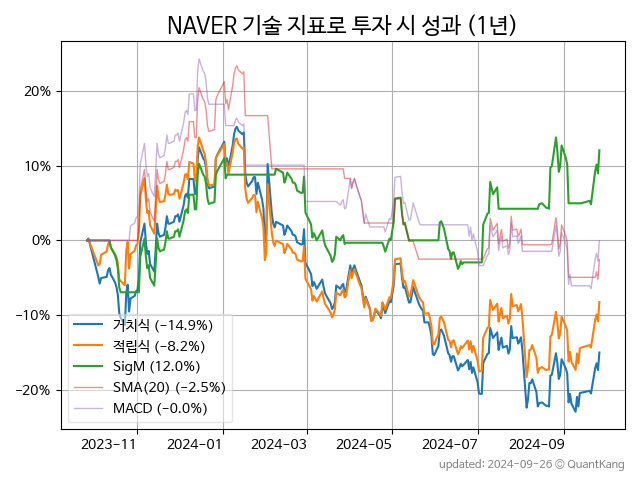 NAVER 기술 지표로 투자 시 성과 (1년)
20%
10%
0%
−10%
−20%
거치식 (−14.9%)
적립식 (−8.2%)
SigM (12.0%)
SMA(20) (−2.5%)
MACD (−0.0%)
2023-11 2024-01 2024-03 2024-05 2024-07 2024-09
updated: 2024-09-26 © QuantKang